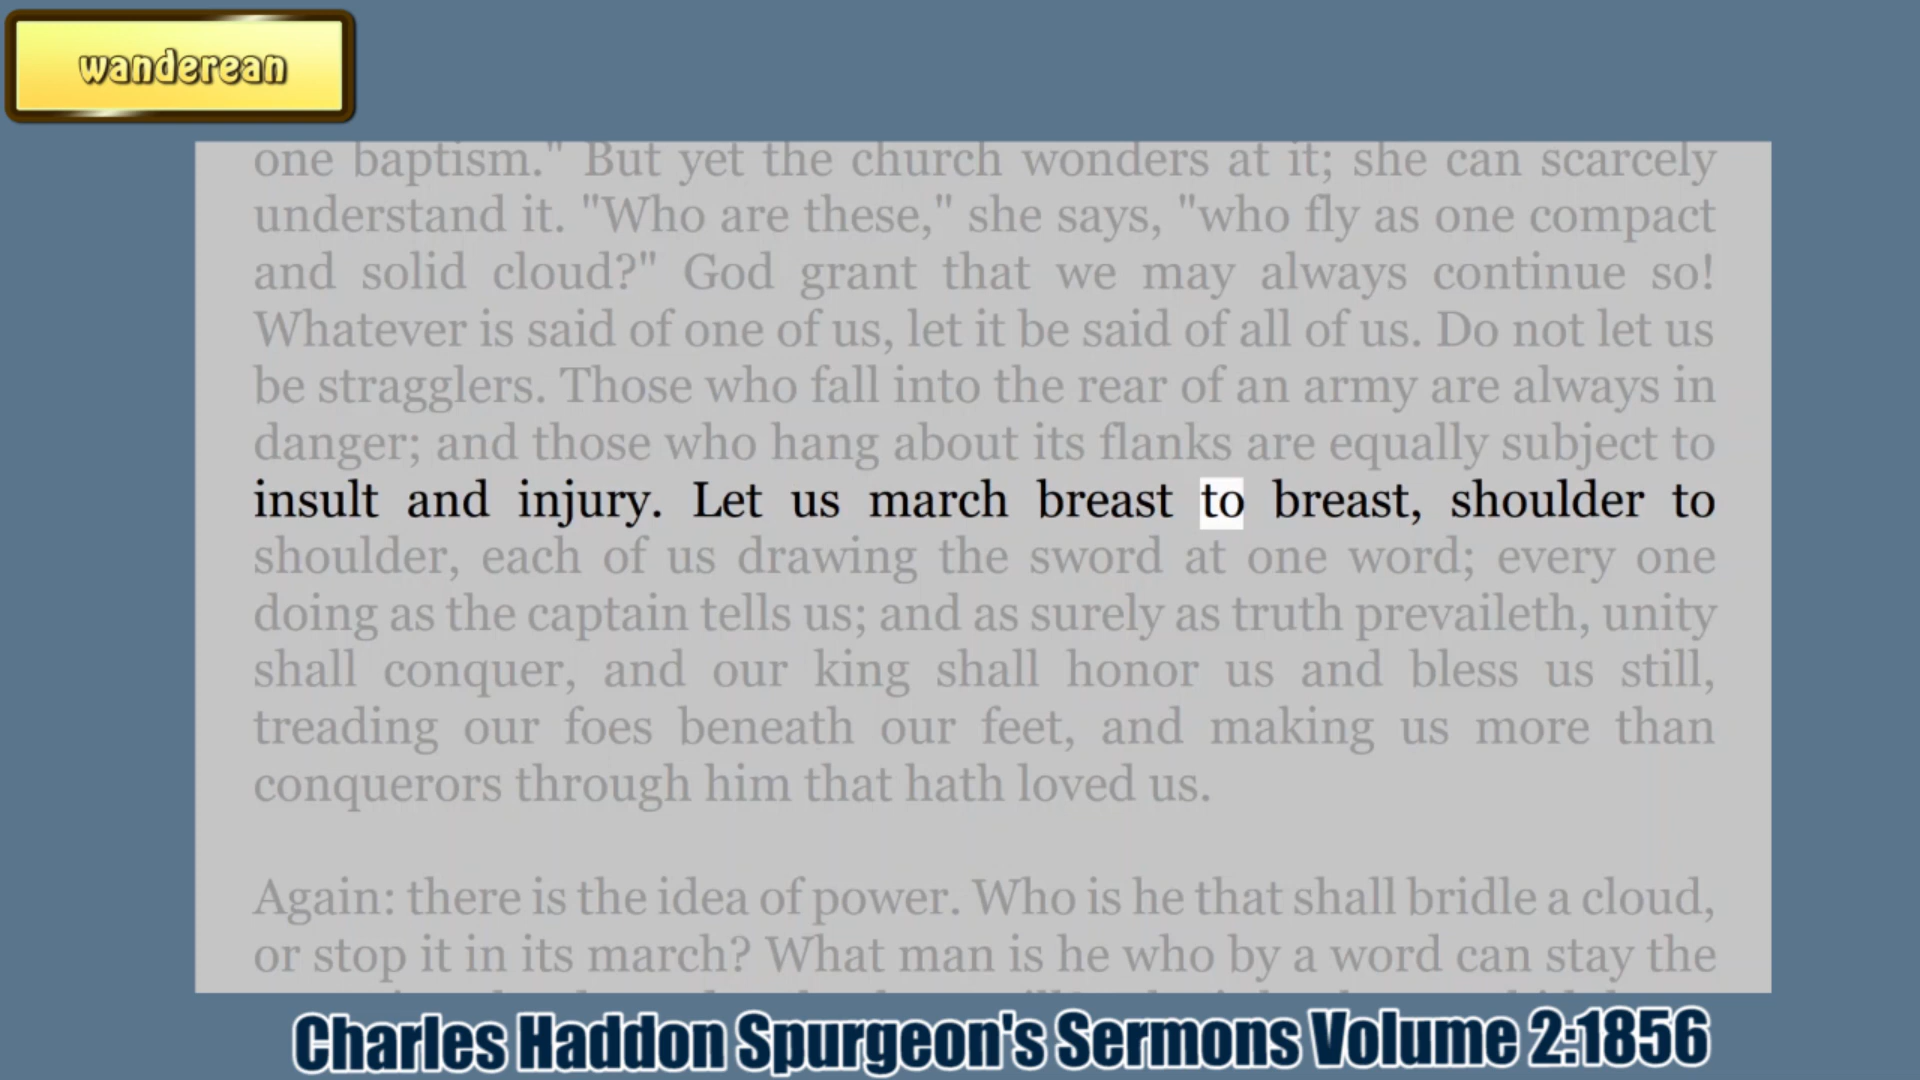 wanderean
one baptism." But yet the church wonders at it; she can scarcely
understand it. "Who are these," she says, "who fly as one compact
and solid cloud?" God grant that we may always continue so!
Whatever is said of one of us, let it be said of all of us. Do not let us
be stragglers. Those who fall into the rear of an army are always in
danger; and those who hang about its flanks are equally subject to
insult and injury. Let us march breast to breast, shoulder to
shoulder, each of us drawing the sword at one word; every one
doing as the captain tells us; and as surely as truth prevaileth, unity
shall conquer, and our king shall honor us and bless us still,
treading our foes beneath our feet, and making us more than
conquerors through him that hath loved us.
Again: there is the idea of power. Who is he that shall bridle a cloud,
or stop it in its march? What man is he who by a word can stay the
Charles Haddon Spurgeon's Sermons Volume 2:1856